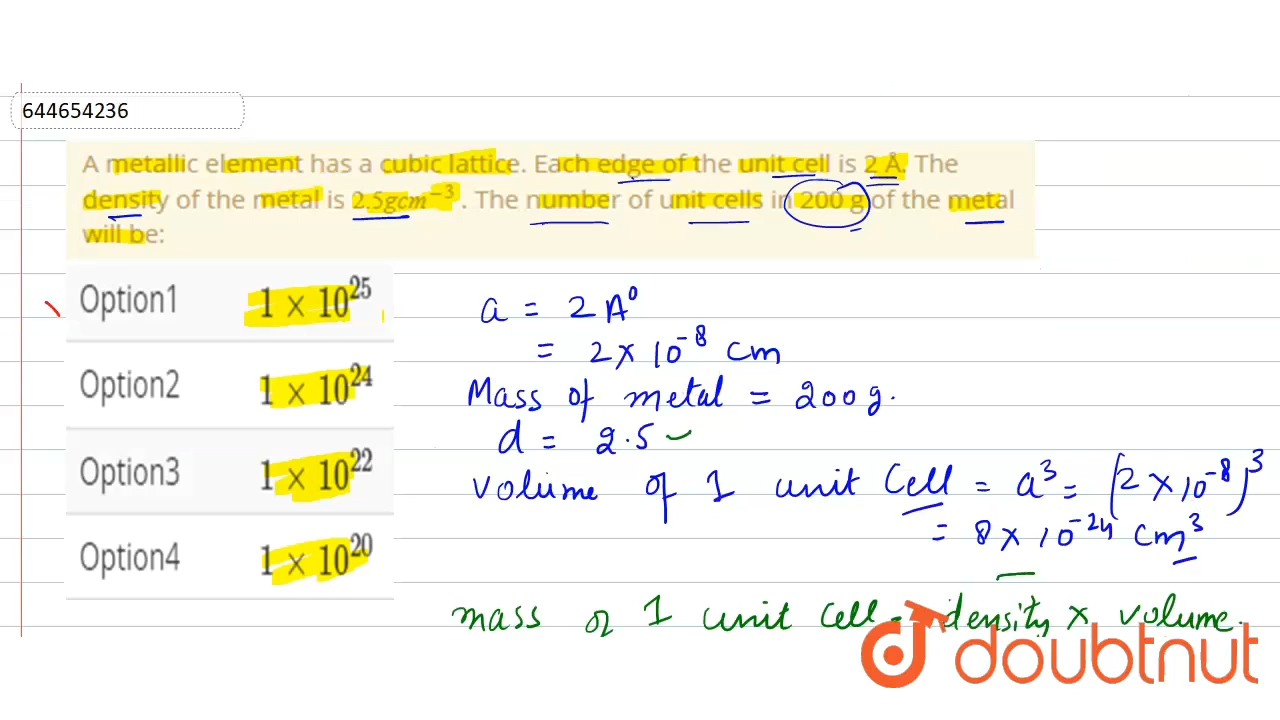 644654236
A metallic element has a cubic lattice. Each edge of the unit cell is 2 Å. The
density of the metal is 2.5gcm⁻³. The number of unit cells in 200 g of the metal
will be:
Option1 1 × 10²⁵
Option2 1 × 10²⁴
Option3 1 × 10²²
Option4 1 × 10²⁰
a = 2 A⁰
= 2 × 10⁻⁸ cm
Mass of metal = 200 g.
d = 2.5
Volume of 1 unit Cell = a³ = (2 × 10⁻⁸)³
= 8 × 10⁻²⁴ cm³
mass of 1 unit cell = density × volume.
doubtnut